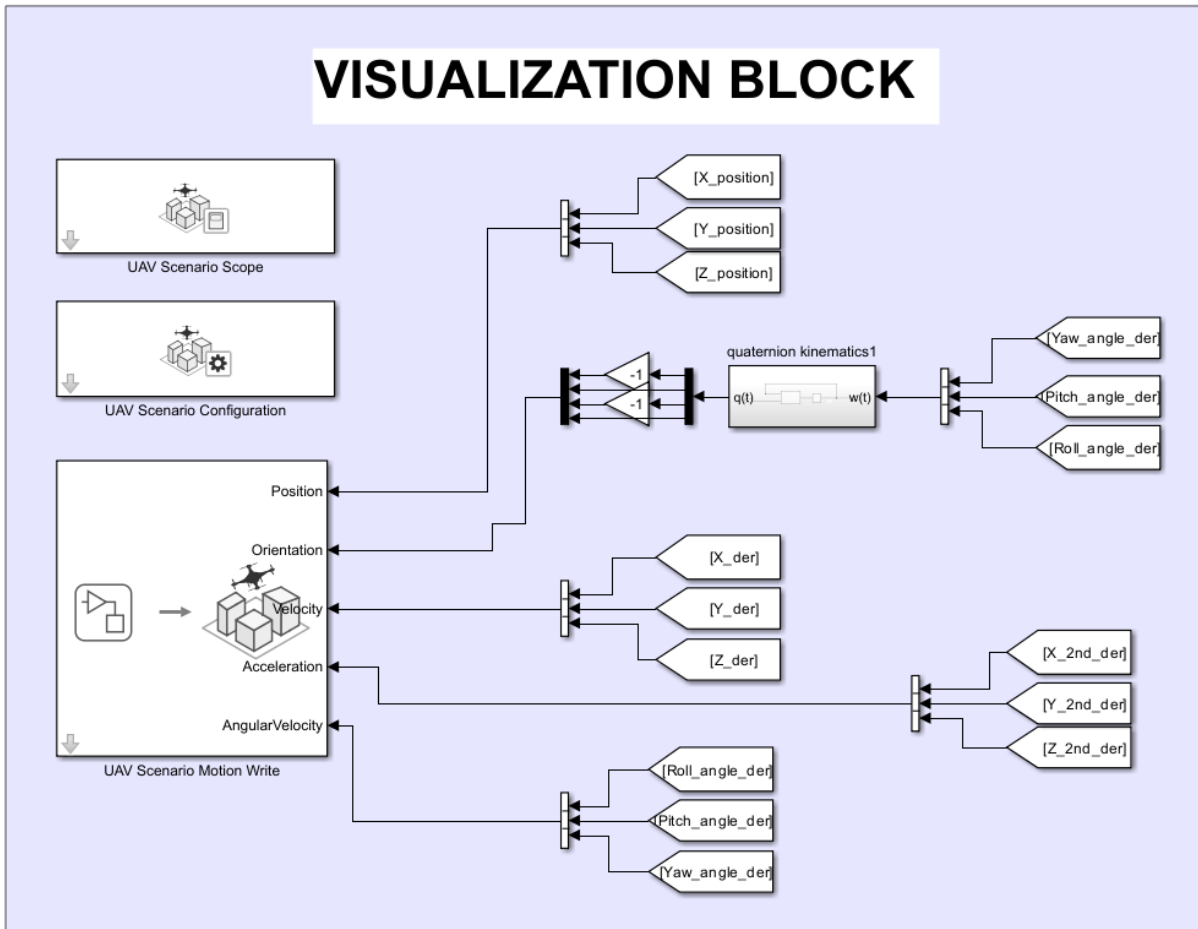 VISUALIZATION BLOCK
UAV Scenario Scope
UAV Scenario Configuration
[X_position]
[Y_position]
[Z_position]
quaternion kinematics1
q(t)
w(t)
-1
-1
[Yaw_angle_der]
[Pitch_angle_der]
[Roll_angle_der]
Position
Orientation
Velocity
Acceleration
AngularVelocity
UAV Scenario Motion Write
[X_der]
[Y_der]
[Z_der]
[X_2nd_der]
[Y_2nd_der]
[Z_2nd_der]
[Roll_angle_der]
[Pitch_angle_der]
[Yaw_angle_der]